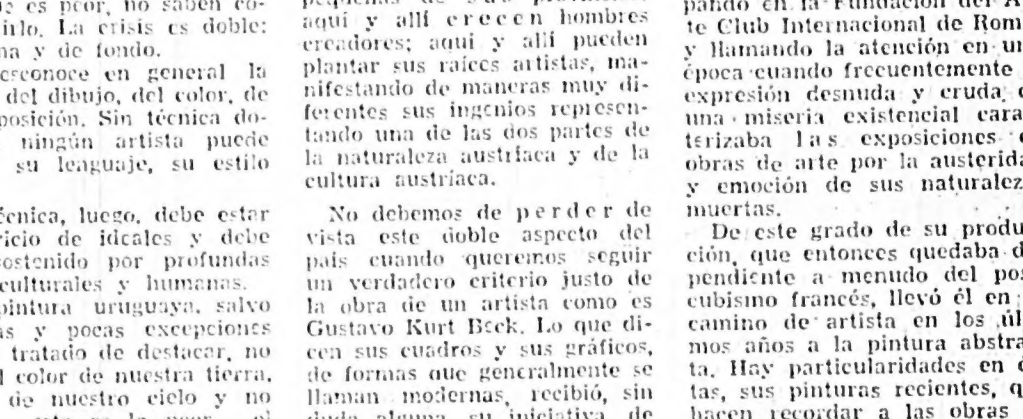 es peor, no saben co-
irlo. La crisis es doble:
na y de fondo.
esconoce en general la
del dibujo, del color, de
posición. Sin técnica do-
ningún artista puede
su lenguaje, su estilo
écnica, luego, debe estar
icio de ideales y debe
ostenido por profundas
culturales y humanas.
pintura uruguaya, salvo
as y pocas excepciones
tratado de destacar, no
l color de nuestra tierra,
de nuestro cielo y no
aquí y allí crecen hombres
creadores; aquí y allí pueden
plantar sus raíces artistas, ma-
nifestando de maneras muy di-
ferentes sus ingenios represen-
tando una de las dos partes de
la naturaleza austríaca y de la
cultura austríaca.
No debemos de perder de
vista este doble aspecto del
país cuando queremos seguir
un verdadero criterio justo de
la obra de un artista como es
Gustavo Kurt Beck. Lo que di-
cen sus cuadros y sus gráficos,
de formas que generalmente se
llaman modernas, recibió, sin
duda alguna, su iniciativa de
pando en la Fundación del A
te Club Internacional de Rom
y llamando la atención en un
época cuando frecuentemente
expresión desnuda y cruda
una miseria existencial cara
terizaba las exposiciones
obras de arte por la austerida
y emoción de sus naturalez
muertas.
De este grado de su produ
ción, que entonces quedaba d
pendiente a menudo del pos
cubismo francés, llevó él en
camino de artista en los úl
mos años a la pintura abstra
ta. Hay particularidades en
tas, sus pinturas recientes, q
hacen recordar a las obras